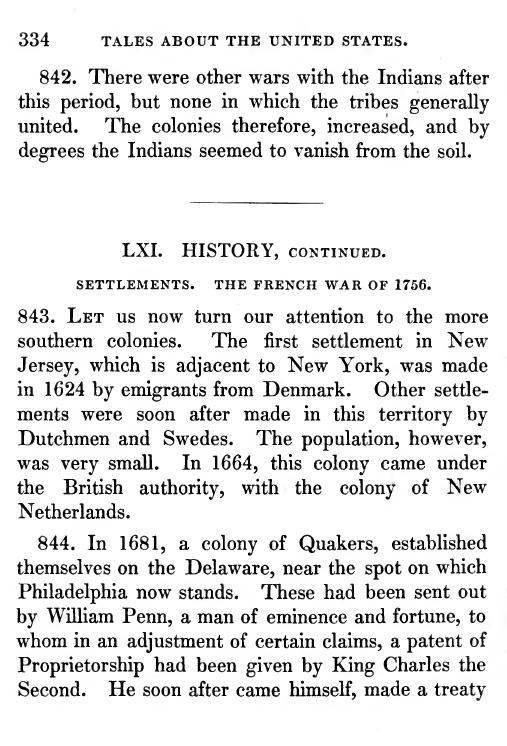 334 TALES ABOUT THE UNITED STATES.
842. There were other wars with the Indians after
this period, but none in which the tribes generally
united. The colonies therefore, increased, and by
degrees the Indians seemed to vanish from the soil.
LXI. HISTORY, CONTINUED.
SETTLEMENTS. THE FRENCH WAR OF 1756.
843. LET us now turn our attention to the more
southern colonies. The first settlement in New
Jersey, which is adjacent to New York, was made
in 1624 by emigrants from Denmark. Other settle-
ments were soon after made in this territory by
Dutchmen and Swedes. The population, however,
was very small. In 1664, this colony came under
the British authority, with the colony of New
Netherlands.
844. In 1681, a colony of Quakers, established
themselves on the Delaware, near the spot on which
Philadelphia now stands. These had been sent out
by William Penn, a man of eminence and fortune, to
whom in an adjustment of certain claims, a patent of
Proprietorship had been given by King Charles the
Second. He soon after came himself, made a treaty